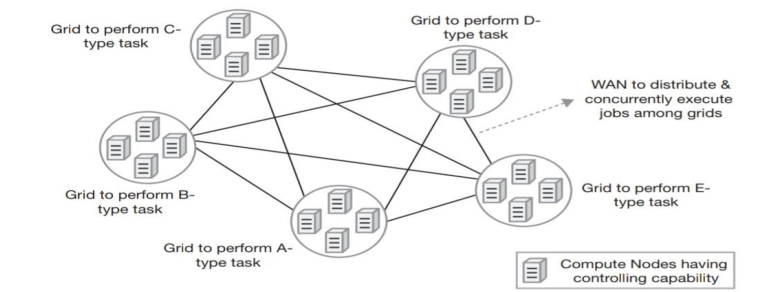 Grid to perform C-
type task
Grid to perform D-
type task
WAN to distribute &
concurrently execute
jobs among grids
Grid to perform B-
type task
Grid to perform E-
type task
Grid to perform A-
type task
Compute Nodes having
controlling capability